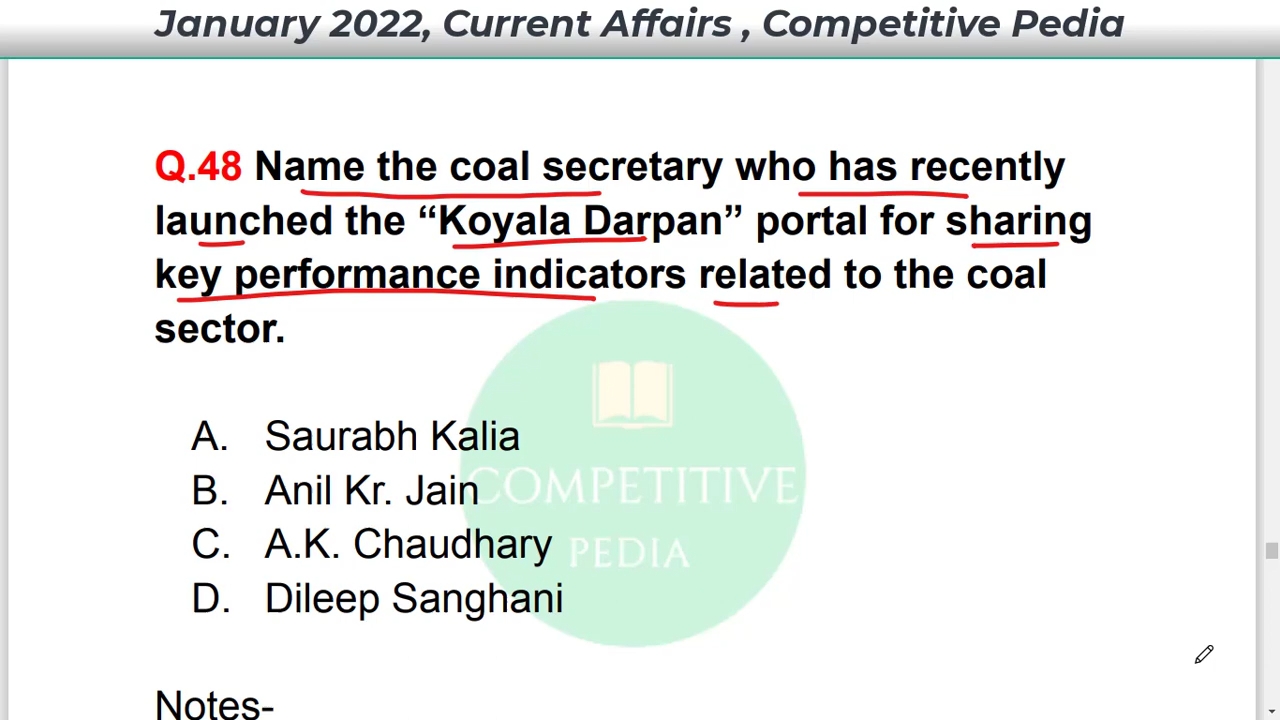 January 2022, Current Affairs , Competitive Pedia
Q.48 Name the coal secretary who has recently
launched the “Koyala Darpan” portal for sharing
key performance indicators related to the coal
sector.
A. Saurabh Kalia
B. Anil Kr. Jain
C. A.K. Chaudhary
D. Dileep Sanghani
COMPETITIVE
PEDIA
Notes-